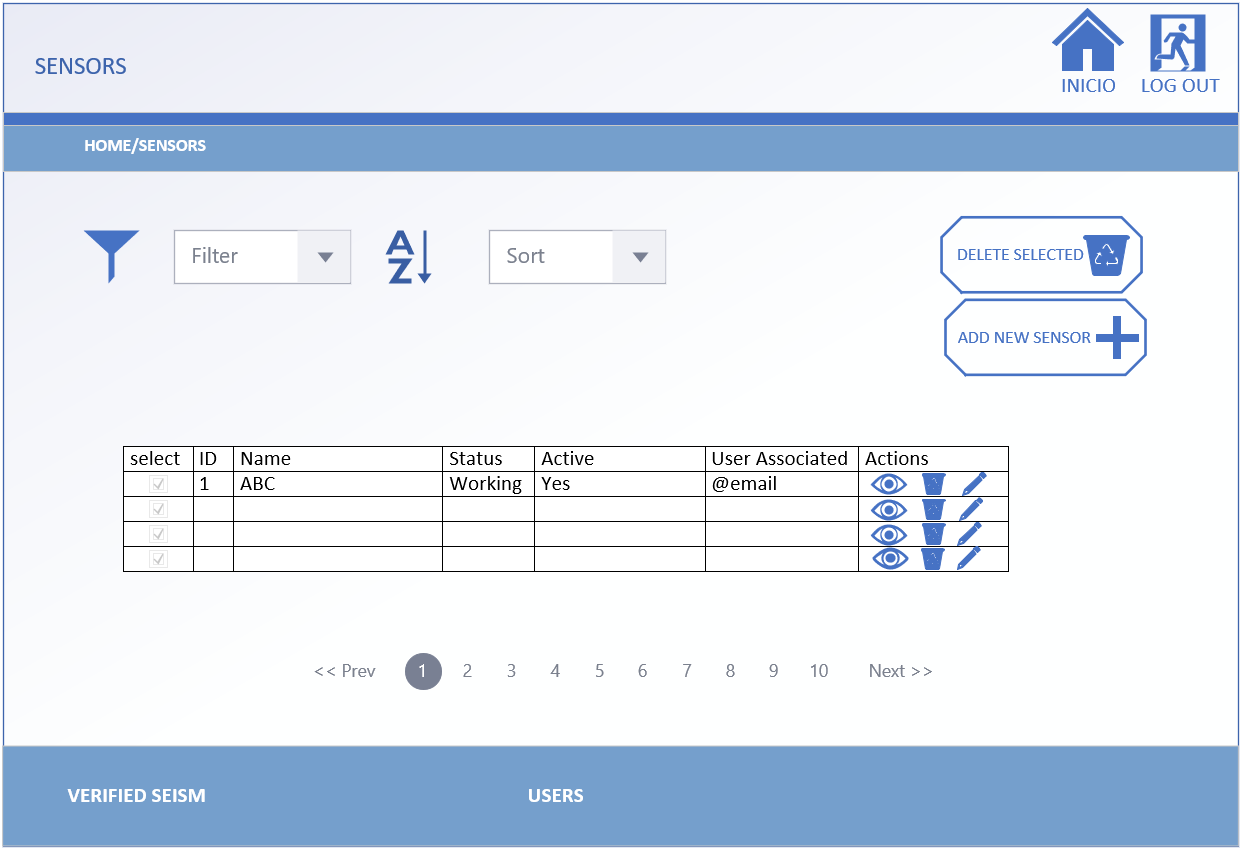 SENSORS
INICIO
LOG OUT
HOME/SENSORS
Filter
A
Z
Sort
DELETE SELECTED
ADD NEW SENSOR
select ID Name Status Active User Associated Actions
1 ABC Working Yes @email
<< Prev 1 2 3 4 5 6 7 8 9 10 Next >>
VERIFIED SEISM
USERS